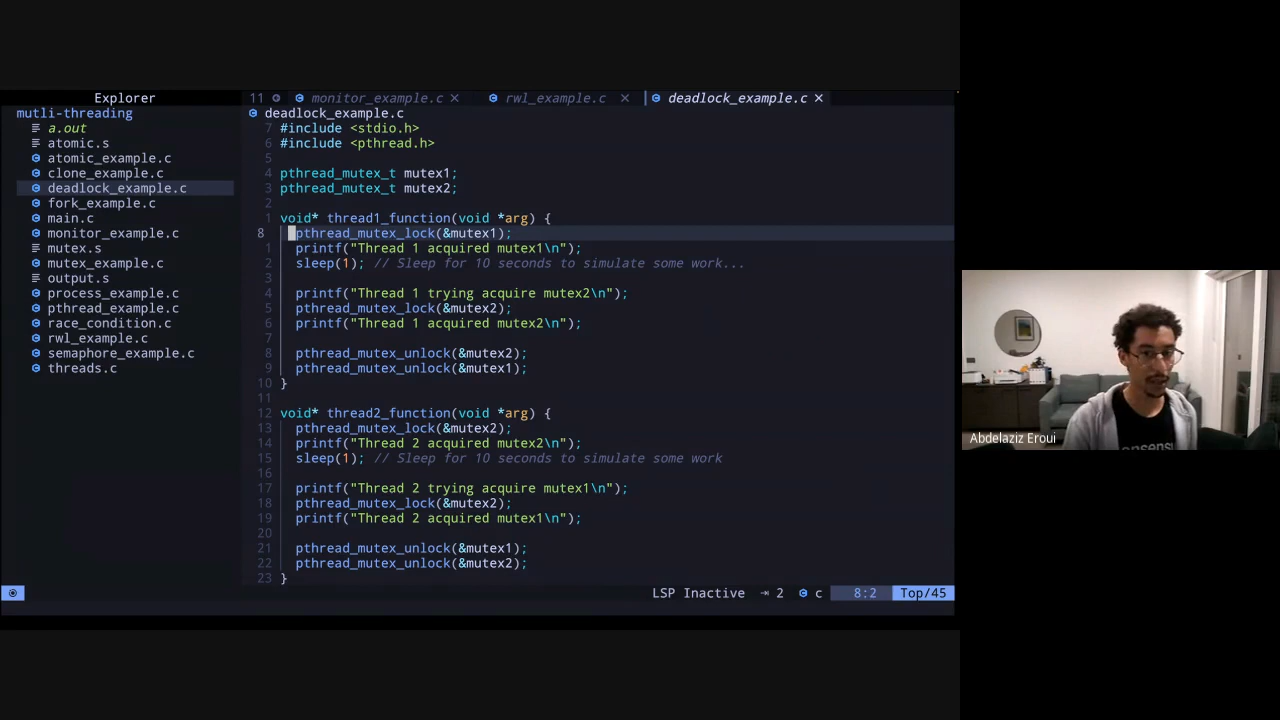 Explorer
mutli-threading
a.out
atomic.s
atomic_example.c
clone_example.c
deadlock_example.c
fork_example.c
main.c
monitor_example.c
mutex.s
mutex_example.c
output.s
process_example.c
pthread_example.c
race_condition.c
rwl_example.c
semaphore_example.c
threads.c
11 monitor_example.c rwl_example.c deadlock_example.c
deadlock_example.c
7 #include <stdio.h>
6 #include <pthread.h>
5
4 pthread_mutex_t mutex1;
3 pthread_mutex_t mutex2;
2
1 void* thread1_function(void *arg) {
8 pthread_mutex_lock(&mutex1);
1 printf("Thread 1 acquired mutex1\n");
2 sleep(1); // Sleep for 10 seconds to simulate some work...
3
4 printf("Thread 1 trying acquire mutex2\n");
5 pthread_mutex_lock(&mutex2);
6 printf("Thread 1 acquired mutex2\n");
7
8 pthread_mutex_unlock(&mutex2);
9 pthread_mutex_unlock(&mutex1);
10 }
11
12 void* thread2_function(void *arg) {
13 pthread_mutex_lock(&mutex2);
14 printf("Thread 2 acquired mutex2\n");
15 sleep(1); // Sleep for 10 seconds to simulate some work
16
17 printf("Thread 2 trying acquire mutex1\n");
18 pthread_mutex_lock(&mutex2);
19 printf("Thread 2 acquired mutex1\n");
20
21 pthread_mutex_unlock(&mutex1);
22 pthread_mutex_unlock(&mutex2);
23 }
LSP Inactive ⇥ 2 c 8:2 Top/45
Abdelaziz Eroui